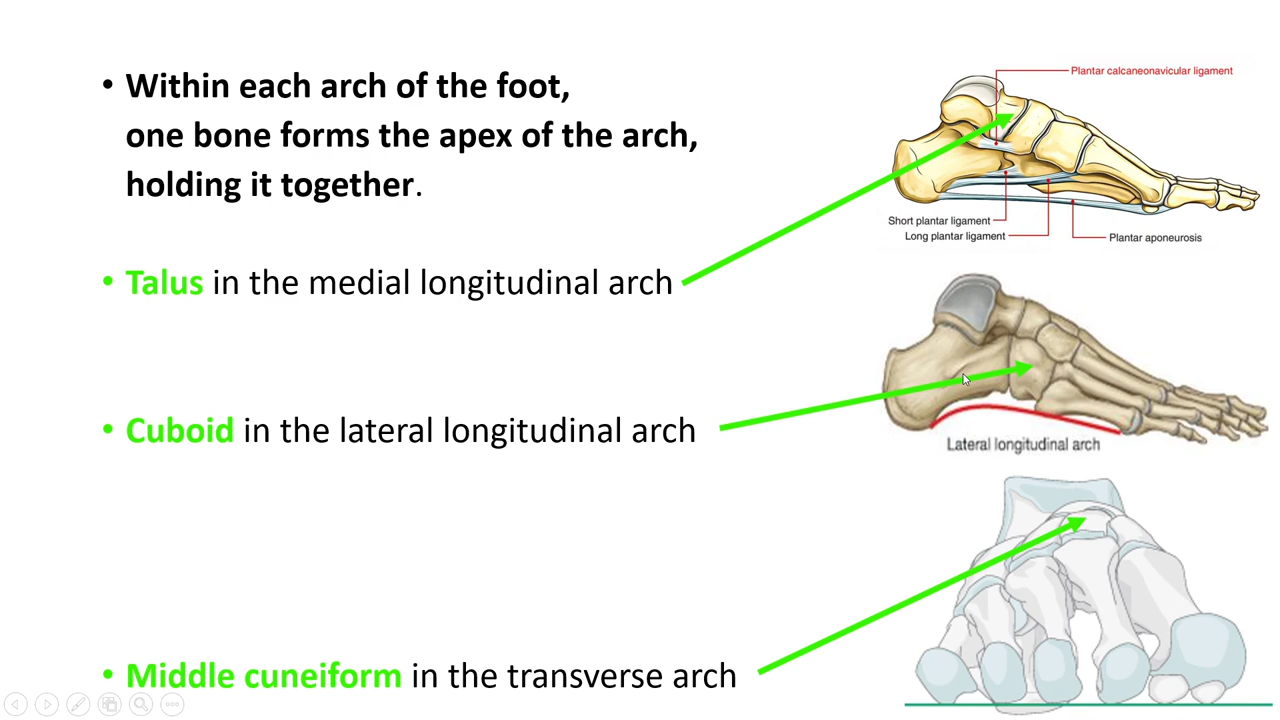 • Within each arch of the foot,
one bone forms the apex of the arch,
holding it together.
• Talus in the medial longitudinal arch
• Cuboid in the lateral longitudinal arch
• Middle cuneiform in the transverse arch
Plantar calcaneonavicular ligament
Short plantar ligament
Long plantar ligament
Plantar aponeurosis
Lateral longitudinal arch